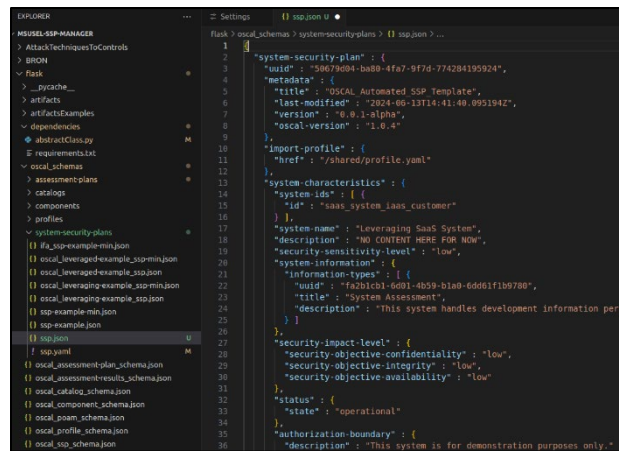 EXPLORER ...
MSUSEL-SSP-MANAGER
> AttackTechniquesToControls
> BRON
flask
> __pycache__
> artifacts
> artifactsExamples
dependencies
abstractClass.py M
requirements.txt
oscal_schemas
> assessment-plans
> catalogs
> components
> profiles
system-security-plans
{} ifa_ssp-example-min.json
{} oscal_leveraged-example_ssp-min.json
{} oscal_leveraged-example_ssp.json
{} oscal_leveraging-example_ssp-min.json
{} oscal_leveraging-example_ssp.json
{} ssp-example-min.json
{} ssp-example.json
{} ssp.json U
! ssp.yaml M
{} oscal_assessment-plan_schema.json
{} oscal_assessment-results_schema.json
{} oscal_catalog_schema.json
{} oscal_component_schema.json
{} oscal_poam_schema.json
{} oscal_profile_schema.json
{} oscal_ssp_schema.json
Settings {} ssp.json U ●
flask > oscal_schemas > system-security-plans > {} ssp.json > ...
1 {
2 "system-security-plan" : {
3 "uuid" : "50679d04-ba80-4fa7-9f7d-774284195924",
4 "metadata" : {
5 "title" : "OSCAL_Automated_SSP_Template",
6 "last-modified" : "2024-06-13T14:41:40.095194Z",
7 "version" : "0.0.1-alpha",
8 "oscal-version" : "1.0.4"
9 },
10 "import-profile" : {
11 "href" : "/shared/profile.yaml"
12 },
13 "system-characteristics" : {
14 "system-ids" : [ {
15 "id" : "saas_system_iaas_customer"
16 } ],
17 "system-name" : "Leveraging SaaS System",
18 "description" : "NO CONTENT HERE FOR NOW",
19 "security-sensitivity-level" : "low",
20 "system-information" : {
21 "information-types" : [ {
22 "uuid" : "fa2b1cb1-6d01-4b59-b1a0-6dd61f1b9780",
23 "title" : "System Assessment",
24 "description" : "This system handles development information per
25 } ]
26 },
27 "security-impact-level" : {
28 "security-objective-confidentiality" : "low",
29 "security-objective-integrity" : "low",
30 "security-objective-availability" : "low"
31 },
32 "status" : {
33 "state" : "operational"
34 },
35 "authorization-boundary" : {
36 "description" : "This system is for demonstration purposes only."